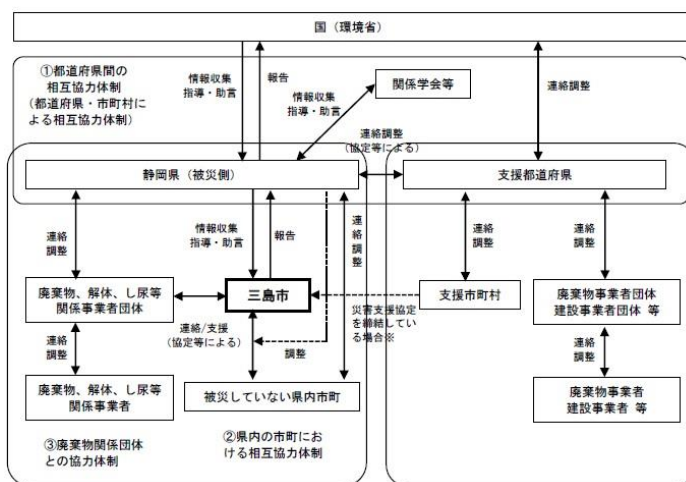 国（環境省）
①都道府県間の
相互協力体制
（都道府県・市町村に
よる相互協力体制）
情報収集
指導・助言
報告
情報収集
指導・助言
関係学会等
連絡調整
連絡調整
（協定等による）
静岡県（被災側）
支援都道府県
連絡
調整
情報収集
指導・助言
報告
連絡
調整
連絡
調整
連絡
調整
廃棄物、解体、し尿等
関係事業者団体
三島市
支援市町村
廃棄物事業者団体
建設事業者団体 等
連絡/支援
（協定等による）
調整
災害支援協定
を締結してい
る場合※
連絡
調整
連絡
調整
廃棄物、解体、し尿等
関係事業者
被災していない県内市町
廃棄物事業者
建設事業者 等
③廃棄物関係団体
との協力体制
②県内の市町にお
ける相互協力体制